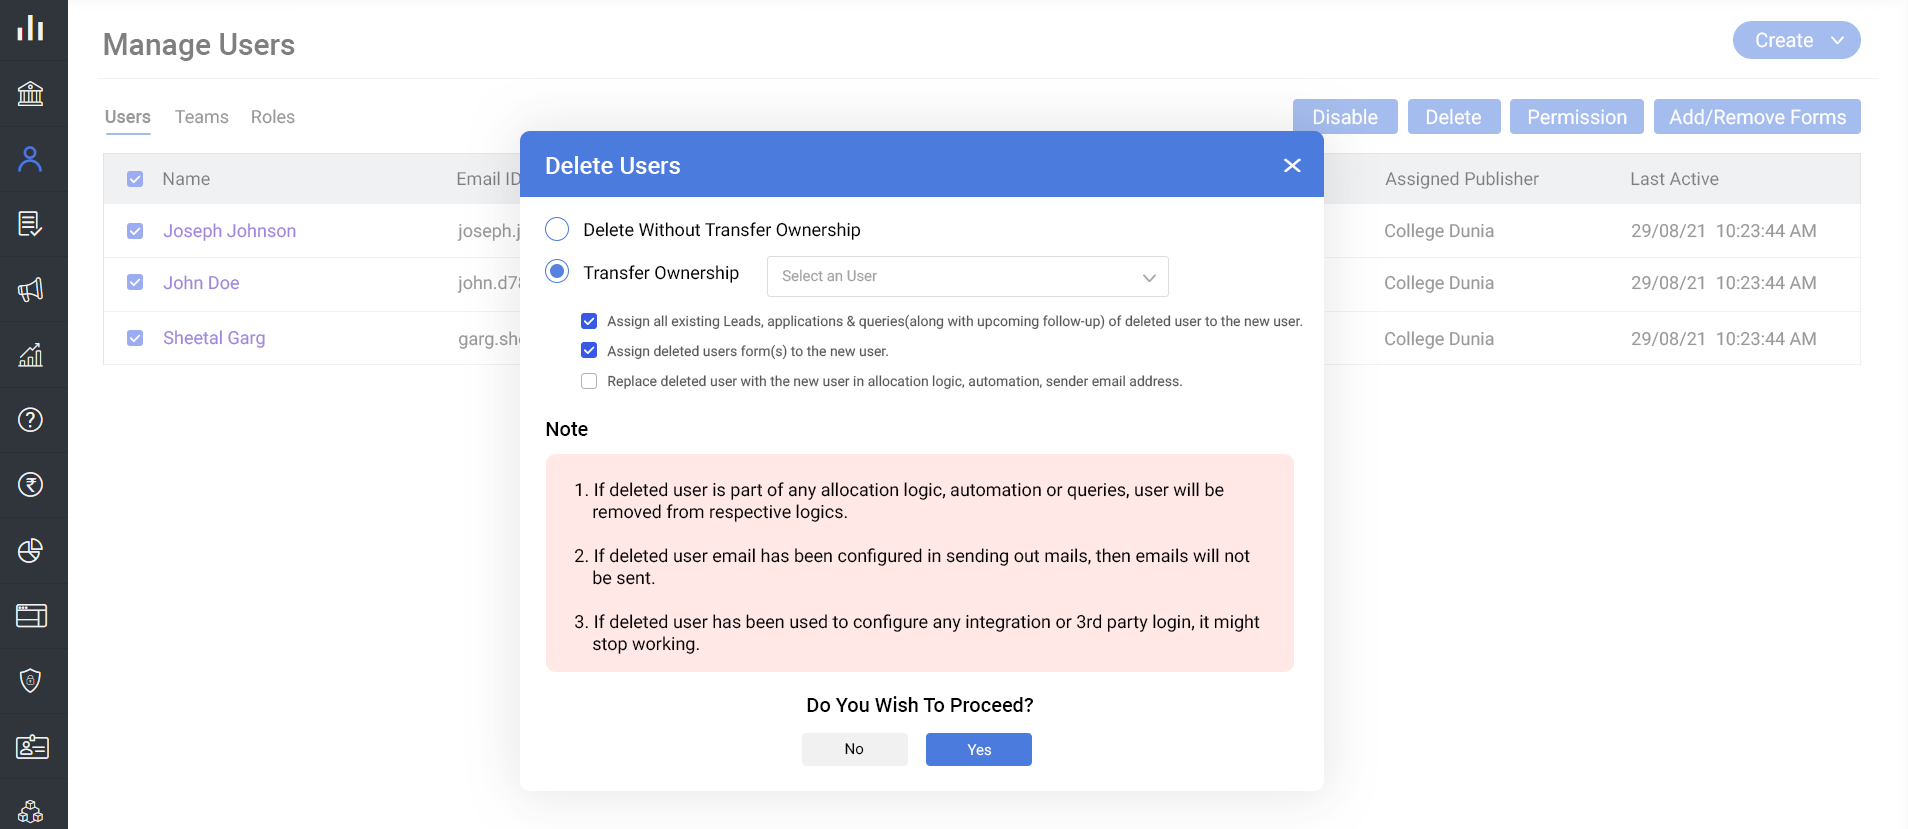 Manage Users
Create
Users Teams Roles
Disable Delete Permission Add/Remove Forms
Delete Users
Name Email ID Assigned Publisher Last Active
Joseph Johnson joseph.j College Dunia 29/08/21 10:23:44 AM
John Doe john.d78 College Dunia 29/08/21 10:23:44 AM
Sheetal Garg garg.she College Dunia 29/08/21 10:23:44 AM
Delete Without Transfer Ownership
Transfer Ownership Select an User
Assign all existing Leads, applications & queries(along with upcoming follow-up) of deleted user to the new user.
Assign deleted users form(s) to the new user.
Replace deleted user with the new user in allocation logic, automation, sender email address.
Note
1. If deleted user is part of any allocation logic, automation or queries, user will be
removed from respective logics.
2. If deleted user email has been configured in sending out mails, then emails will not
be sent.
3. If deleted user has been used to configure any integration or 3rd party login, it might
stop working.
Do You Wish To Proceed?
No Yes